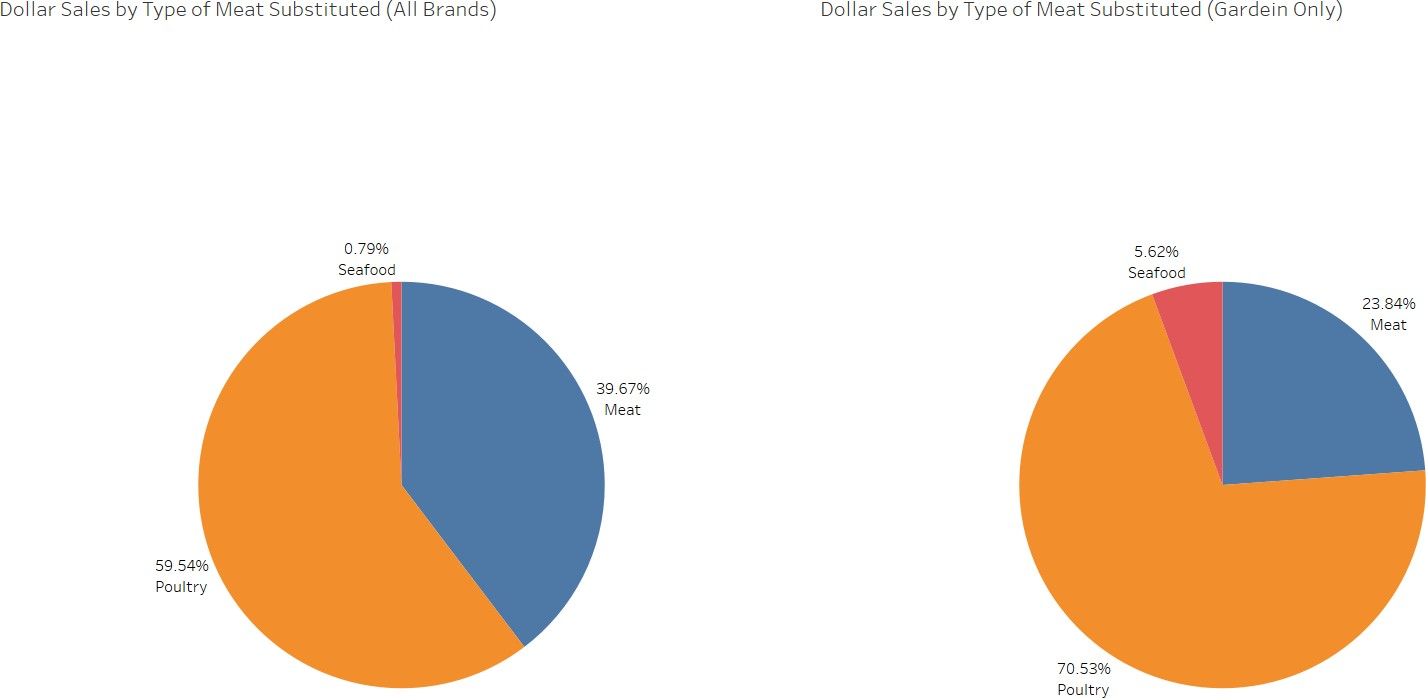 Dollar Sales by Type of Meat Substituted (All Brands)
0.79%
Seafood
39.67%
Meat
59.54%
Poultry
Dollar Sales by Type of Meat Substituted (Gardein Only)
5.62%
Seafood
23.84%
Meat
70.53%
Poultry